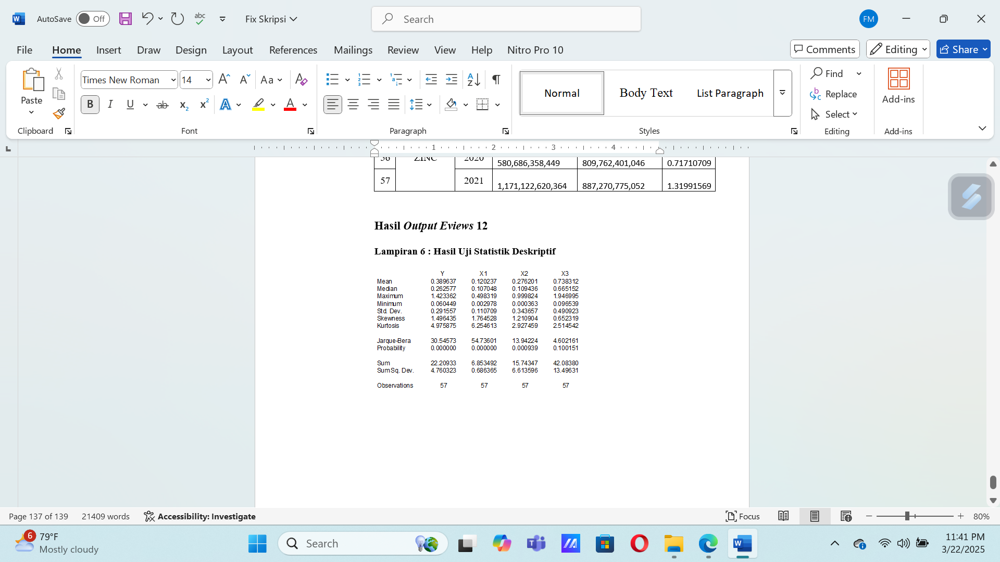 AutoSave Off abc Fix Skripsi Search FM
File Home Insert Draw Design Layout References Mailings Review View Help Nitro Pro 10 Comments Editing Share
Paste Times New Roman 14 Normal Body Text List Paragraph Find Replace Select Add-ins
Clipboard Font Paragraph Styles Editing Add-ins
1 2 3 4
56 ZINC 2020 580,686,358,449 809,762,401,046 0.71710709
57 2021 1,171,122,620,364 887,270,775,052 1.31991569
Hasil Output Eviews 12
Lampiran 6 : Hasil Uji Statistik Deskriptif
Y X1 X2 X3
Mean 0.389637 0.120237 0.276201 0.738312
Median 0.262577 0.107048 0.109436 0.665152
Maximum 1.423362 0.498319 0.999824 1.946995
Minimum 0.060449 0.002978 0.000363 0.096539
Std. Dev. 0.291557 0.110709 0.343657 0.490923
Skewness 1.496435 1.764528 1.210904 0.652319
Kurtosis 4.975875 6.254613 2.927459 2.514542
Jarque-Bera 30.54573 54.73601 13.94224 4.602161
Probability 0.000000 0.000000 0.000939 0.100151
Sum 22.20933 6.853492 15.74347 42.08380
Sum Sq. Dev. 4.760323 0.686365 6.613596 13.49631
Observations 57 57 57 57
Page 137 of 139 21409 words Accessibility: Investigate Focus 80%
6 79°F Search 11:41 PM
Mostly cloudy 3/22/2025